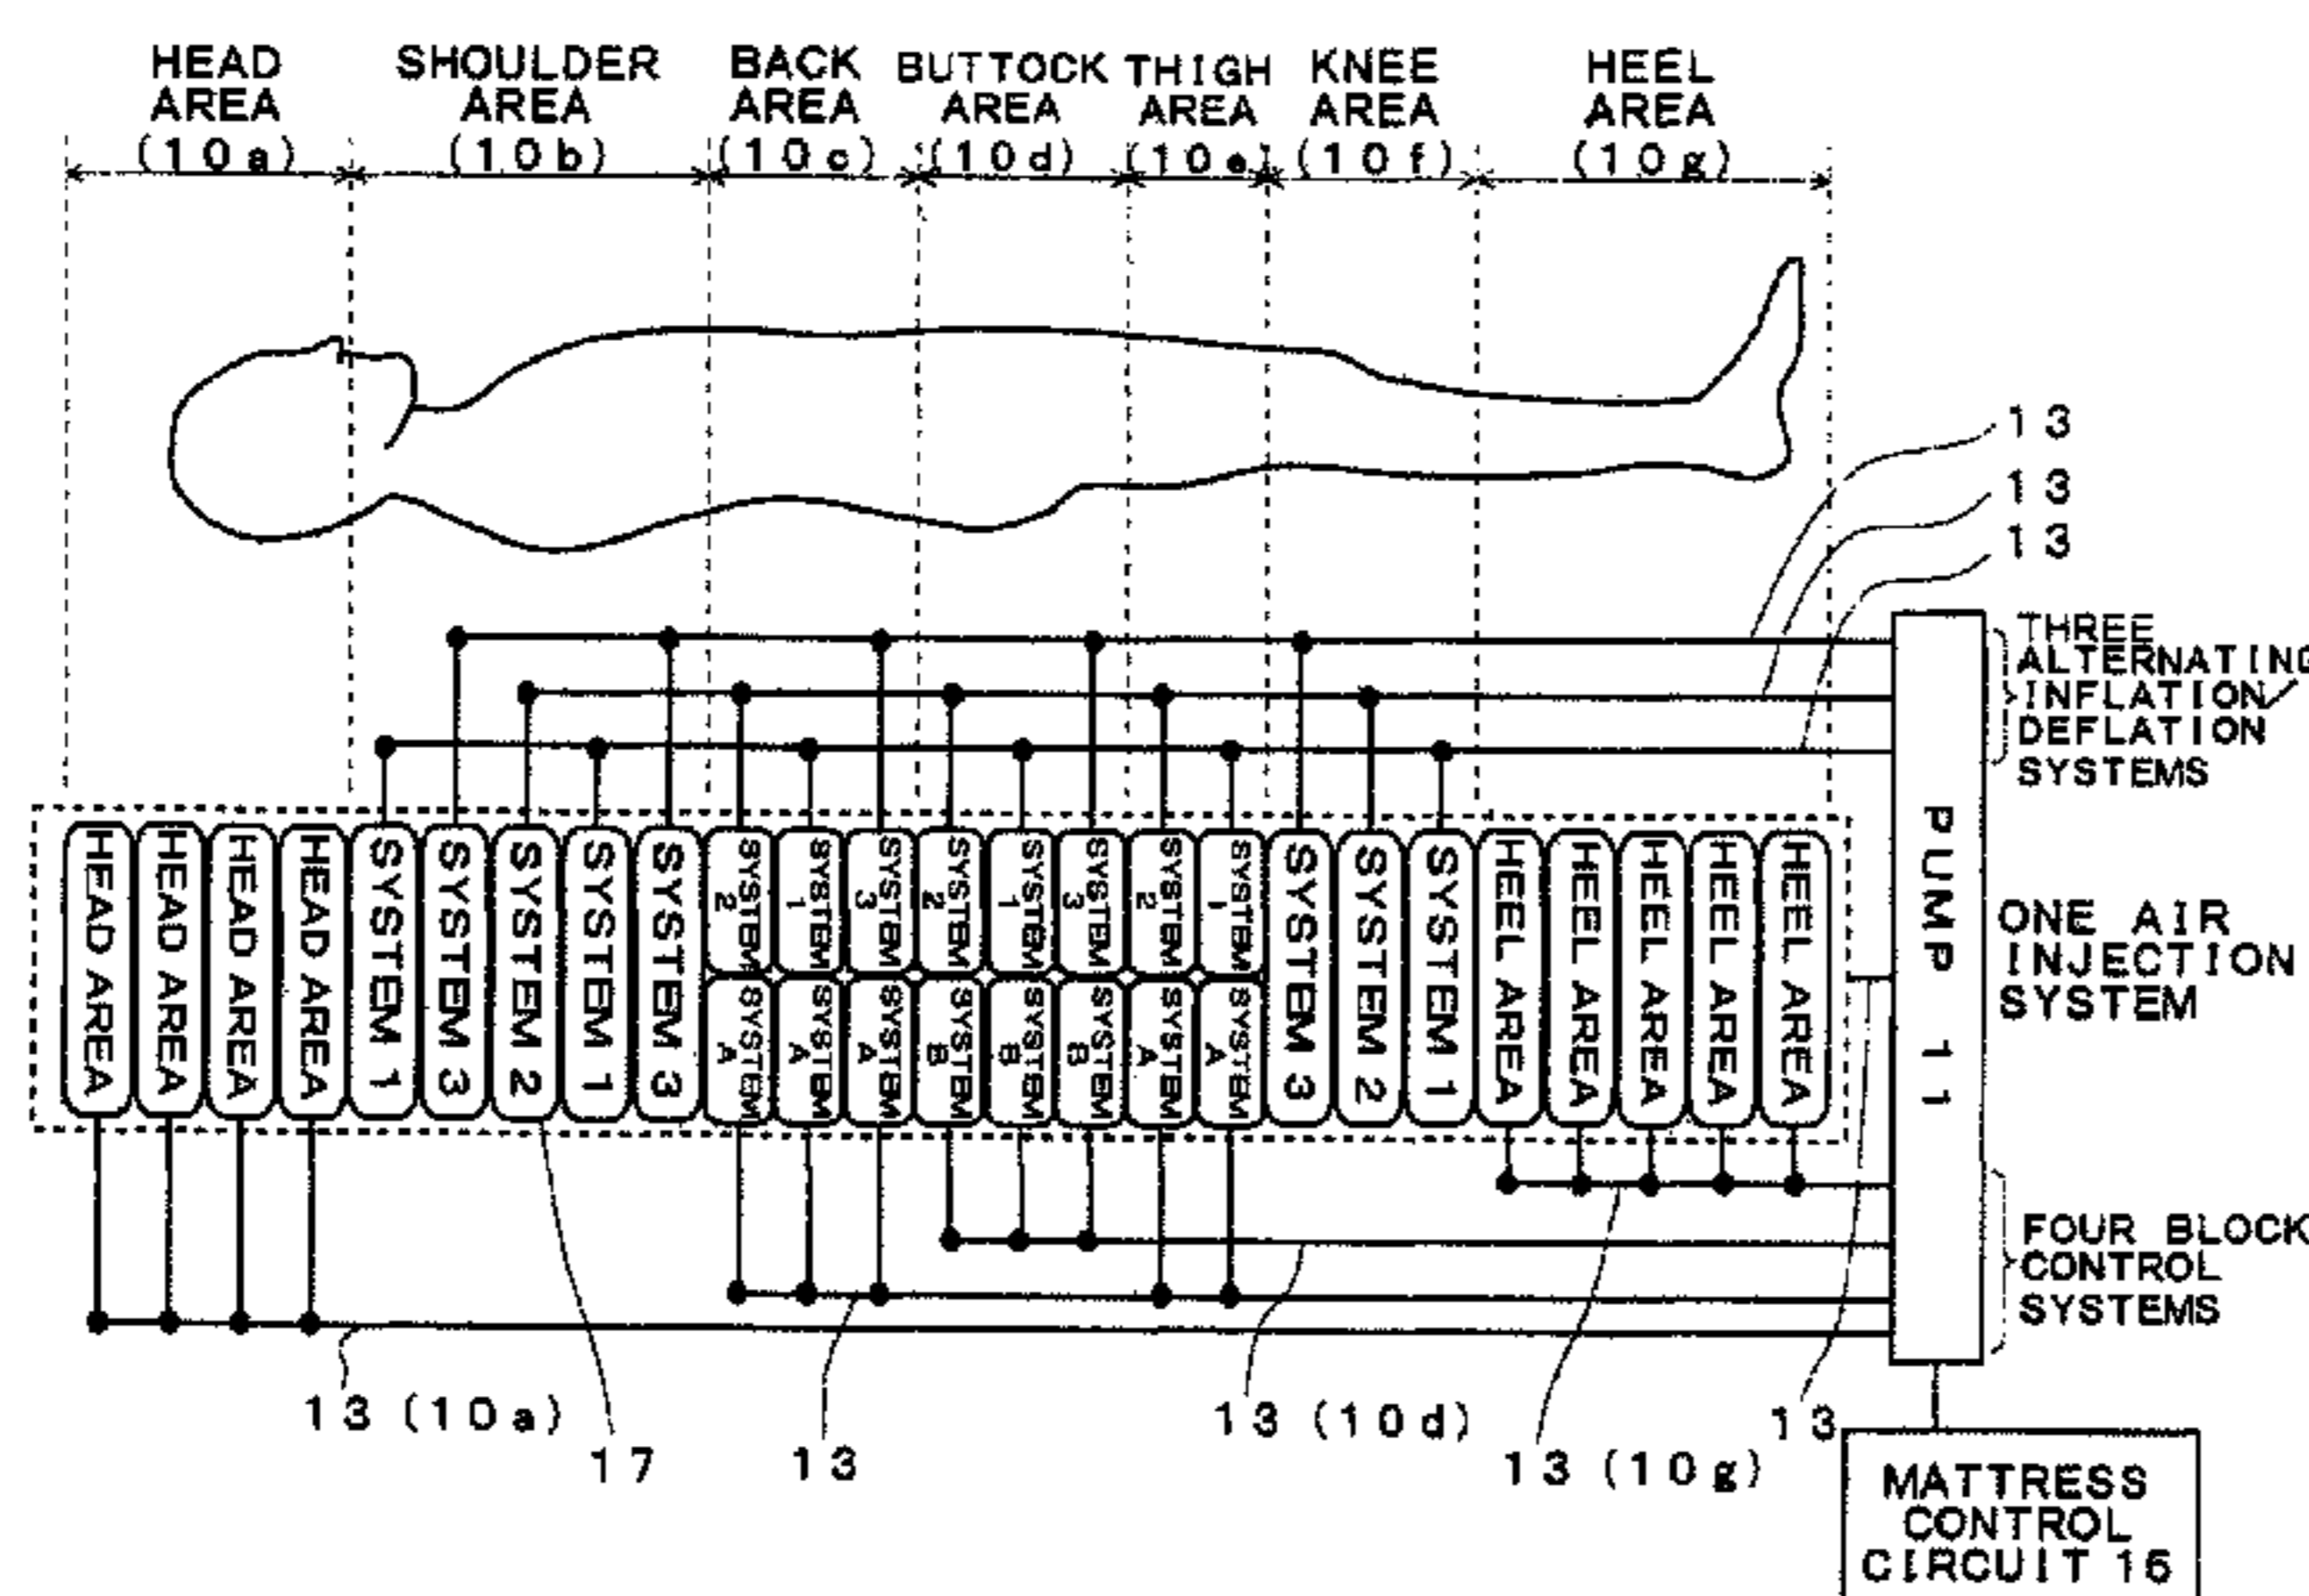 HEAD
AREA
(10a)
SHOULDER
AREA
(10b)
BACK
AREA
(10c)
BUTTOCK
AREA
(10d)
THIGH
AREA
(10e)
KNEE
AREA
(10f)
HEEL
AREA
(10g)
13
13
13
THREE
ALTERNATING
INFLATION/
DEFLATION
SYSTEMS
PUMP 11
ONE AIR
INJECTION
SYSTEM
FOUR BLOCK
CONTROL
SYSTEMS
HEAD AREA
HEAD AREA
HEAD AREA
HEAD AREA
SYSTEM 1
SYSTEM 3
SYSTEM 2
SYSTEM 1
SYSTEM 3
SYSTEM
2
SYSTEM
1
SYSTEM
3
SYSTEM
2
SYSTEM
1
SYSTEM
3
SYSTEM
2
SYSTEM
1
SYSTEM
A
SYSTEM
A
SYSTEM
A
SYSTEM
B
SYSTEM
B
SYSTEM
B
SYSTEM
A
SYSTEM
A
SYSTEM 3
SYSTEM 2
SYSTEM 1
HEEL AREA
HEEL AREA
HEEL AREA
HEEL AREA
HEEL AREA
13 (10a)
17
13
13 (10d)
13 (10g)
13
MATTRESS
CONTROL
CIRCUIT 16